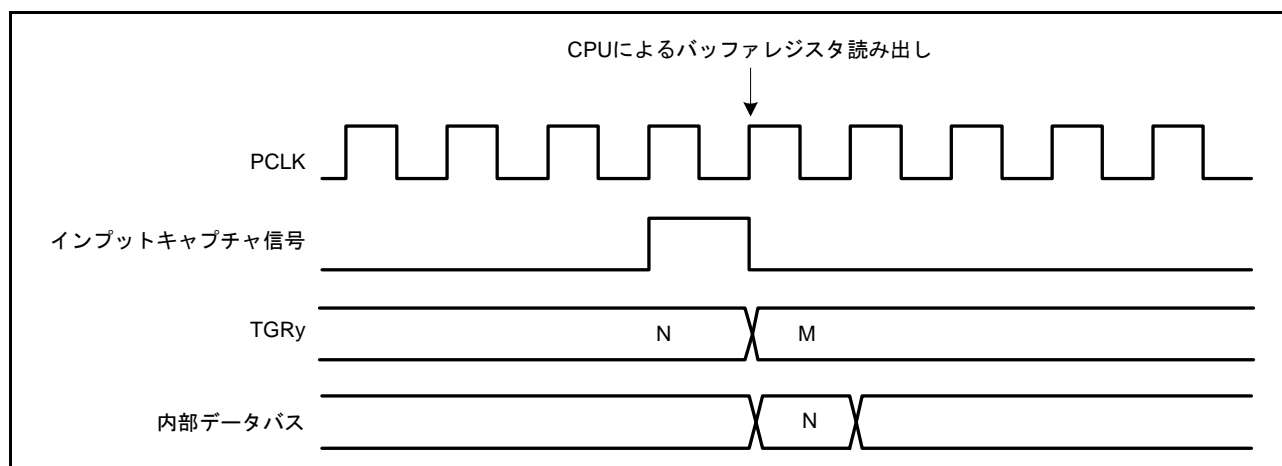 CPUによるバッファレジスタ読み出し
PCLK
インプットキャプチャ信号
TGRy
N
M
内部データバス
N